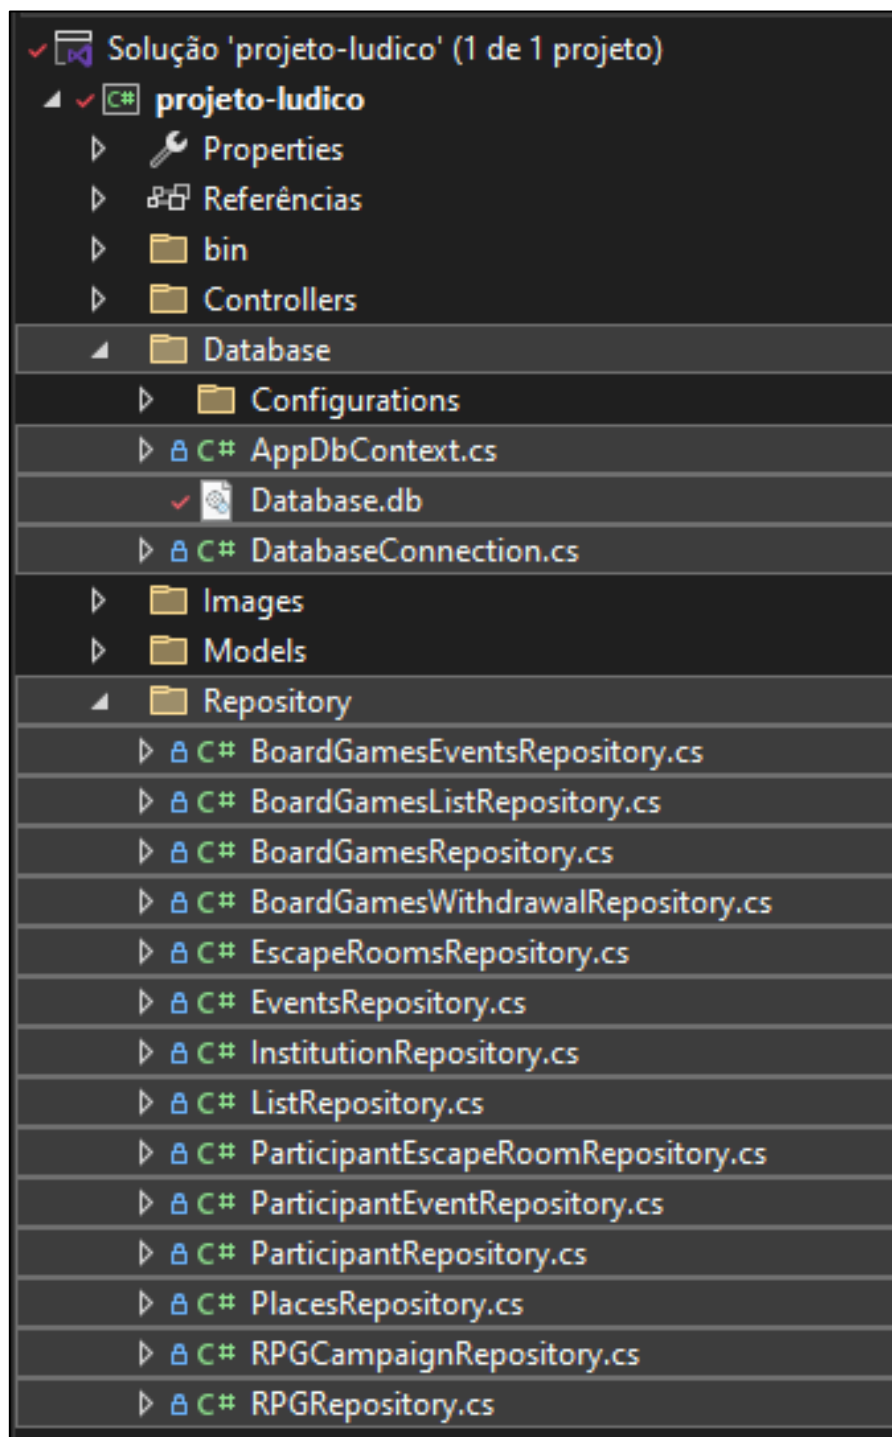 Solução 'projeto-ludico' (1 de 1 projeto)
C# projeto-ludico
Properties
Referências
bin
Controllers
Database
Configurations
C# AppDbContext.cs
Database.db
C# DatabaseConnection.cs
Images
Models
Repository
C# BoardGamesEventsRepository.cs
C# BoardGamesListRepository.cs
C# BoardGamesRepository.cs
C# BoardGamesWithdrawalRepository.cs
C# EscapeRoomsRepository.cs
C# EventsRepository.cs
C# InstitutionRepository.cs
C# ListRepository.cs
C# ParticipantEscapeRoomRepository.cs
C# ParticipantEventRepository.cs
C# ParticipantRepository.cs
C# PlacesRepository.cs
C# RPGCampaignRepository.cs
C# RPGRepository.cs